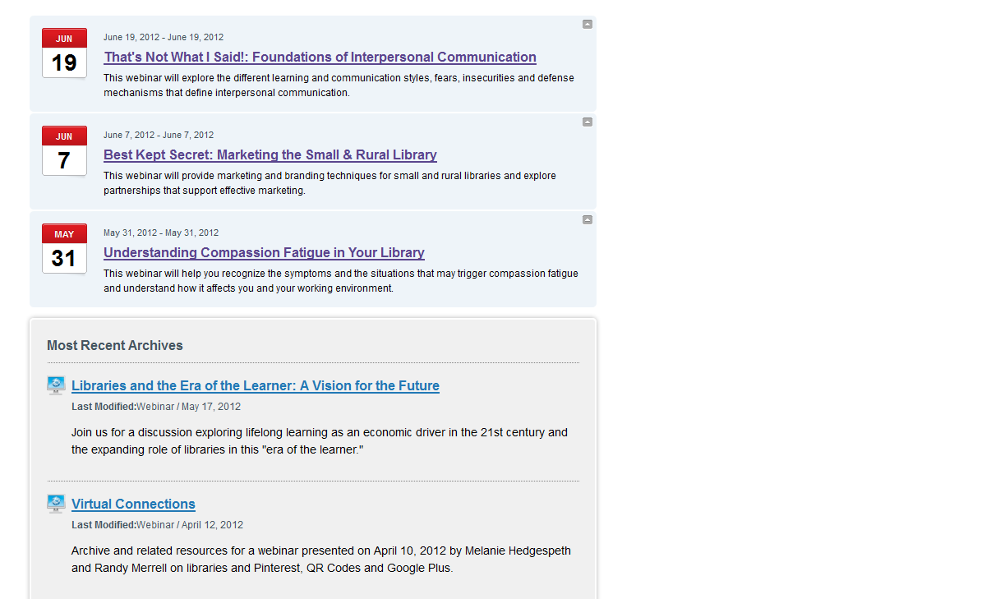 JUN
19
June 19, 2012 - June 19, 2012
That's Not What I Said!: Foundations of Interpersonal Communication
This webinar will explore the different learning and communication styles, fears, insecurities and defense
mechanisms that define interpersonal communication.
JUN
7
June 7, 2012 - June 7, 2012
Best Kept Secret: Marketing the Small & Rural Library
This webinar will provide marketing and branding techniques for small and rural libraries and explore
partnerships that support effective marketing.
MAY
31
May 31, 2012 - May 31, 2012
Understanding Compassion Fatigue in Your Library
This webinar will help you recognize the symptoms and the situations that may trigger compassion fatigue
and understand how it affects you and your working environment.
Most Recent Archives
Libraries and the Era of the Learner: A Vision for the Future
Last Modified:Webinar / May 17, 2012
Join us for a discussion exploring lifelong learning as an economic driver in the 21st century and
the expanding role of libraries in this "era of the learner."
Virtual Connections
Last Modified:Webinar / April 12, 2012
Archive and related resources for a webinar presented on April 10, 2012 by Melanie Hedgespeth
and Randy Merrell on libraries and Pinterest, QR Codes and Google Plus.